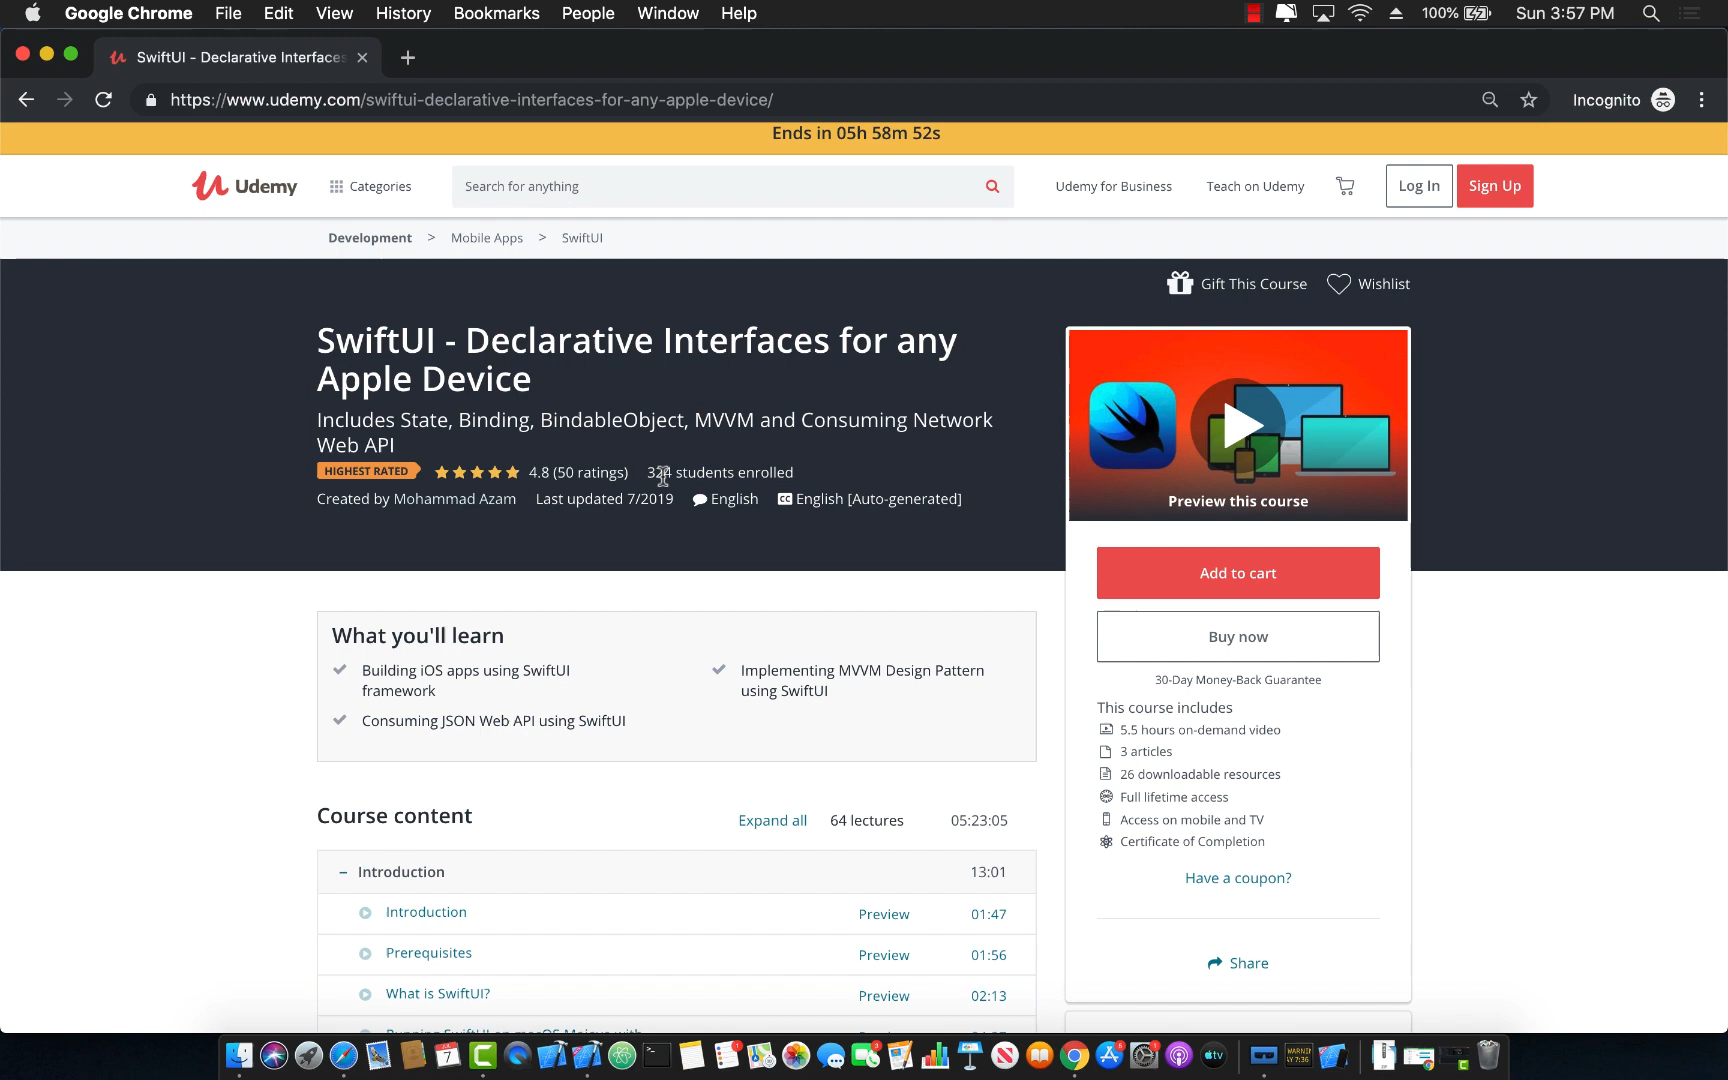 Google Chrome File Edit View History Bookmarks People Window Help 100% Sun 3:57 PM
SwiftUI - Declarative Interfaces
https://www.udemy.com/swiftui-declarative-interfaces-for-any-apple-device/ Incognito
Ends in 05h 58m 52s
Udemy Categories Search for anything Udemy for Business Teach on Udemy Log In Sign Up
Development > Mobile Apps > SwiftUI
Gift This Course Wishlist
SwiftUI - Declarative Interfaces for any
Apple Device
Includes State, Binding, BindableObject, MVVM and Consuming Network
Web API
HIGHEST RATED 4.8 (50 ratings) students enrolled
Created by Mohammad Azam Last updated 7/2019 English CC English [Auto-generated]
Preview this course
Add to cart
Buy now
30-Day Money-Back Guarantee
This course includes
5.5 hours on-demand video
3 articles
26 downloadable resources
Full lifetime access
Access on mobile and TV
Certificate of Completion
Have a coupon?
Share
What you'll learn
Building iOS apps using SwiftUI
framework
Implementing MVVM Design Pattern
using SwiftUI
Consuming JSON Web API using SwiftUI
Course content Expand all 64 lectures 05:23:05
Introduction 13:01
Introduction Preview 01:47
Prerequisites Preview 01:56
What is SwiftUI? Preview 02:13